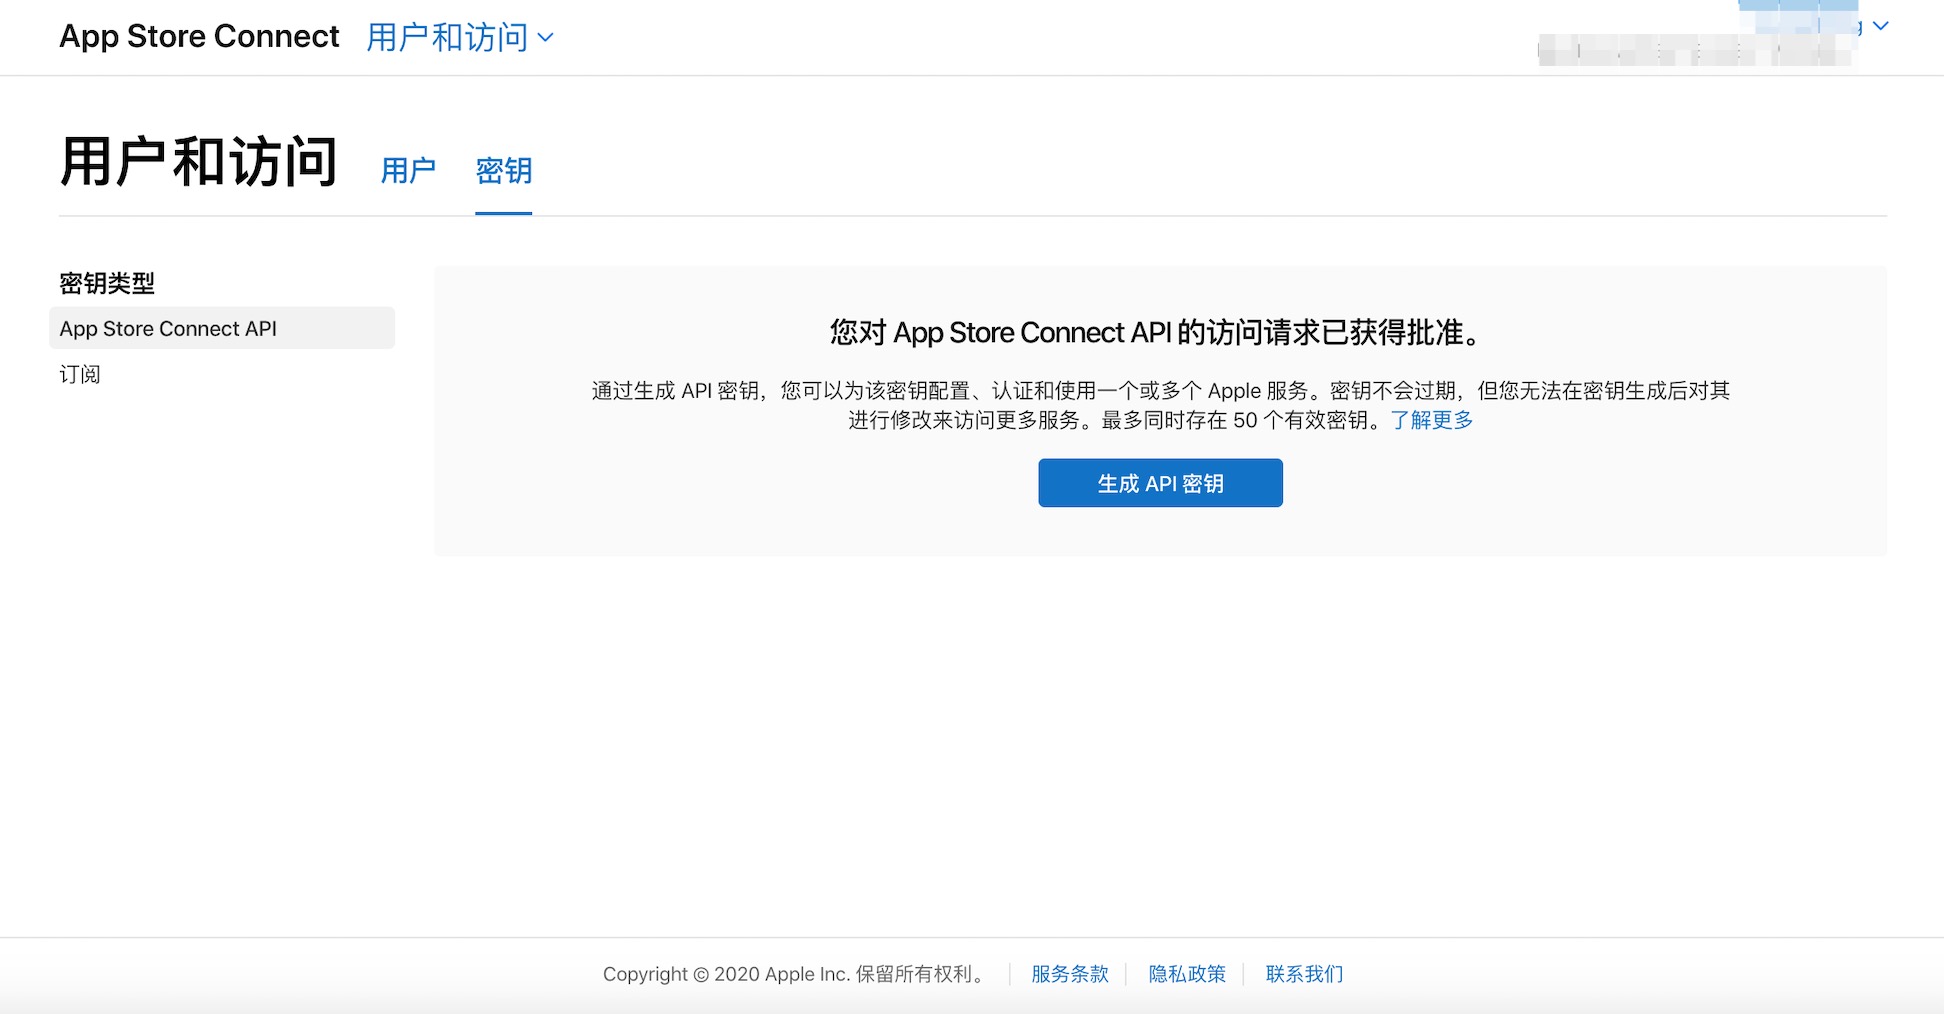 App Store Connect 用户和访问
用户和访问 用户 密钥
密钥类型
App Store Connect API
订阅
您对 App Store Connect API 的访问请求已获得批准。
通过生成 API 密钥，您可以为该密钥配置、认证和使用一个或多个 Apple 服务。密钥不会过期，但您无法在密钥生成后对其
进行修改来访问更多服务。最多同时存在 50 个有效密钥。了解更多
生成 API 密钥
Copyright © 2020 Apple Inc. 保留所有权利。 服务条款 隐私政策 联系我们